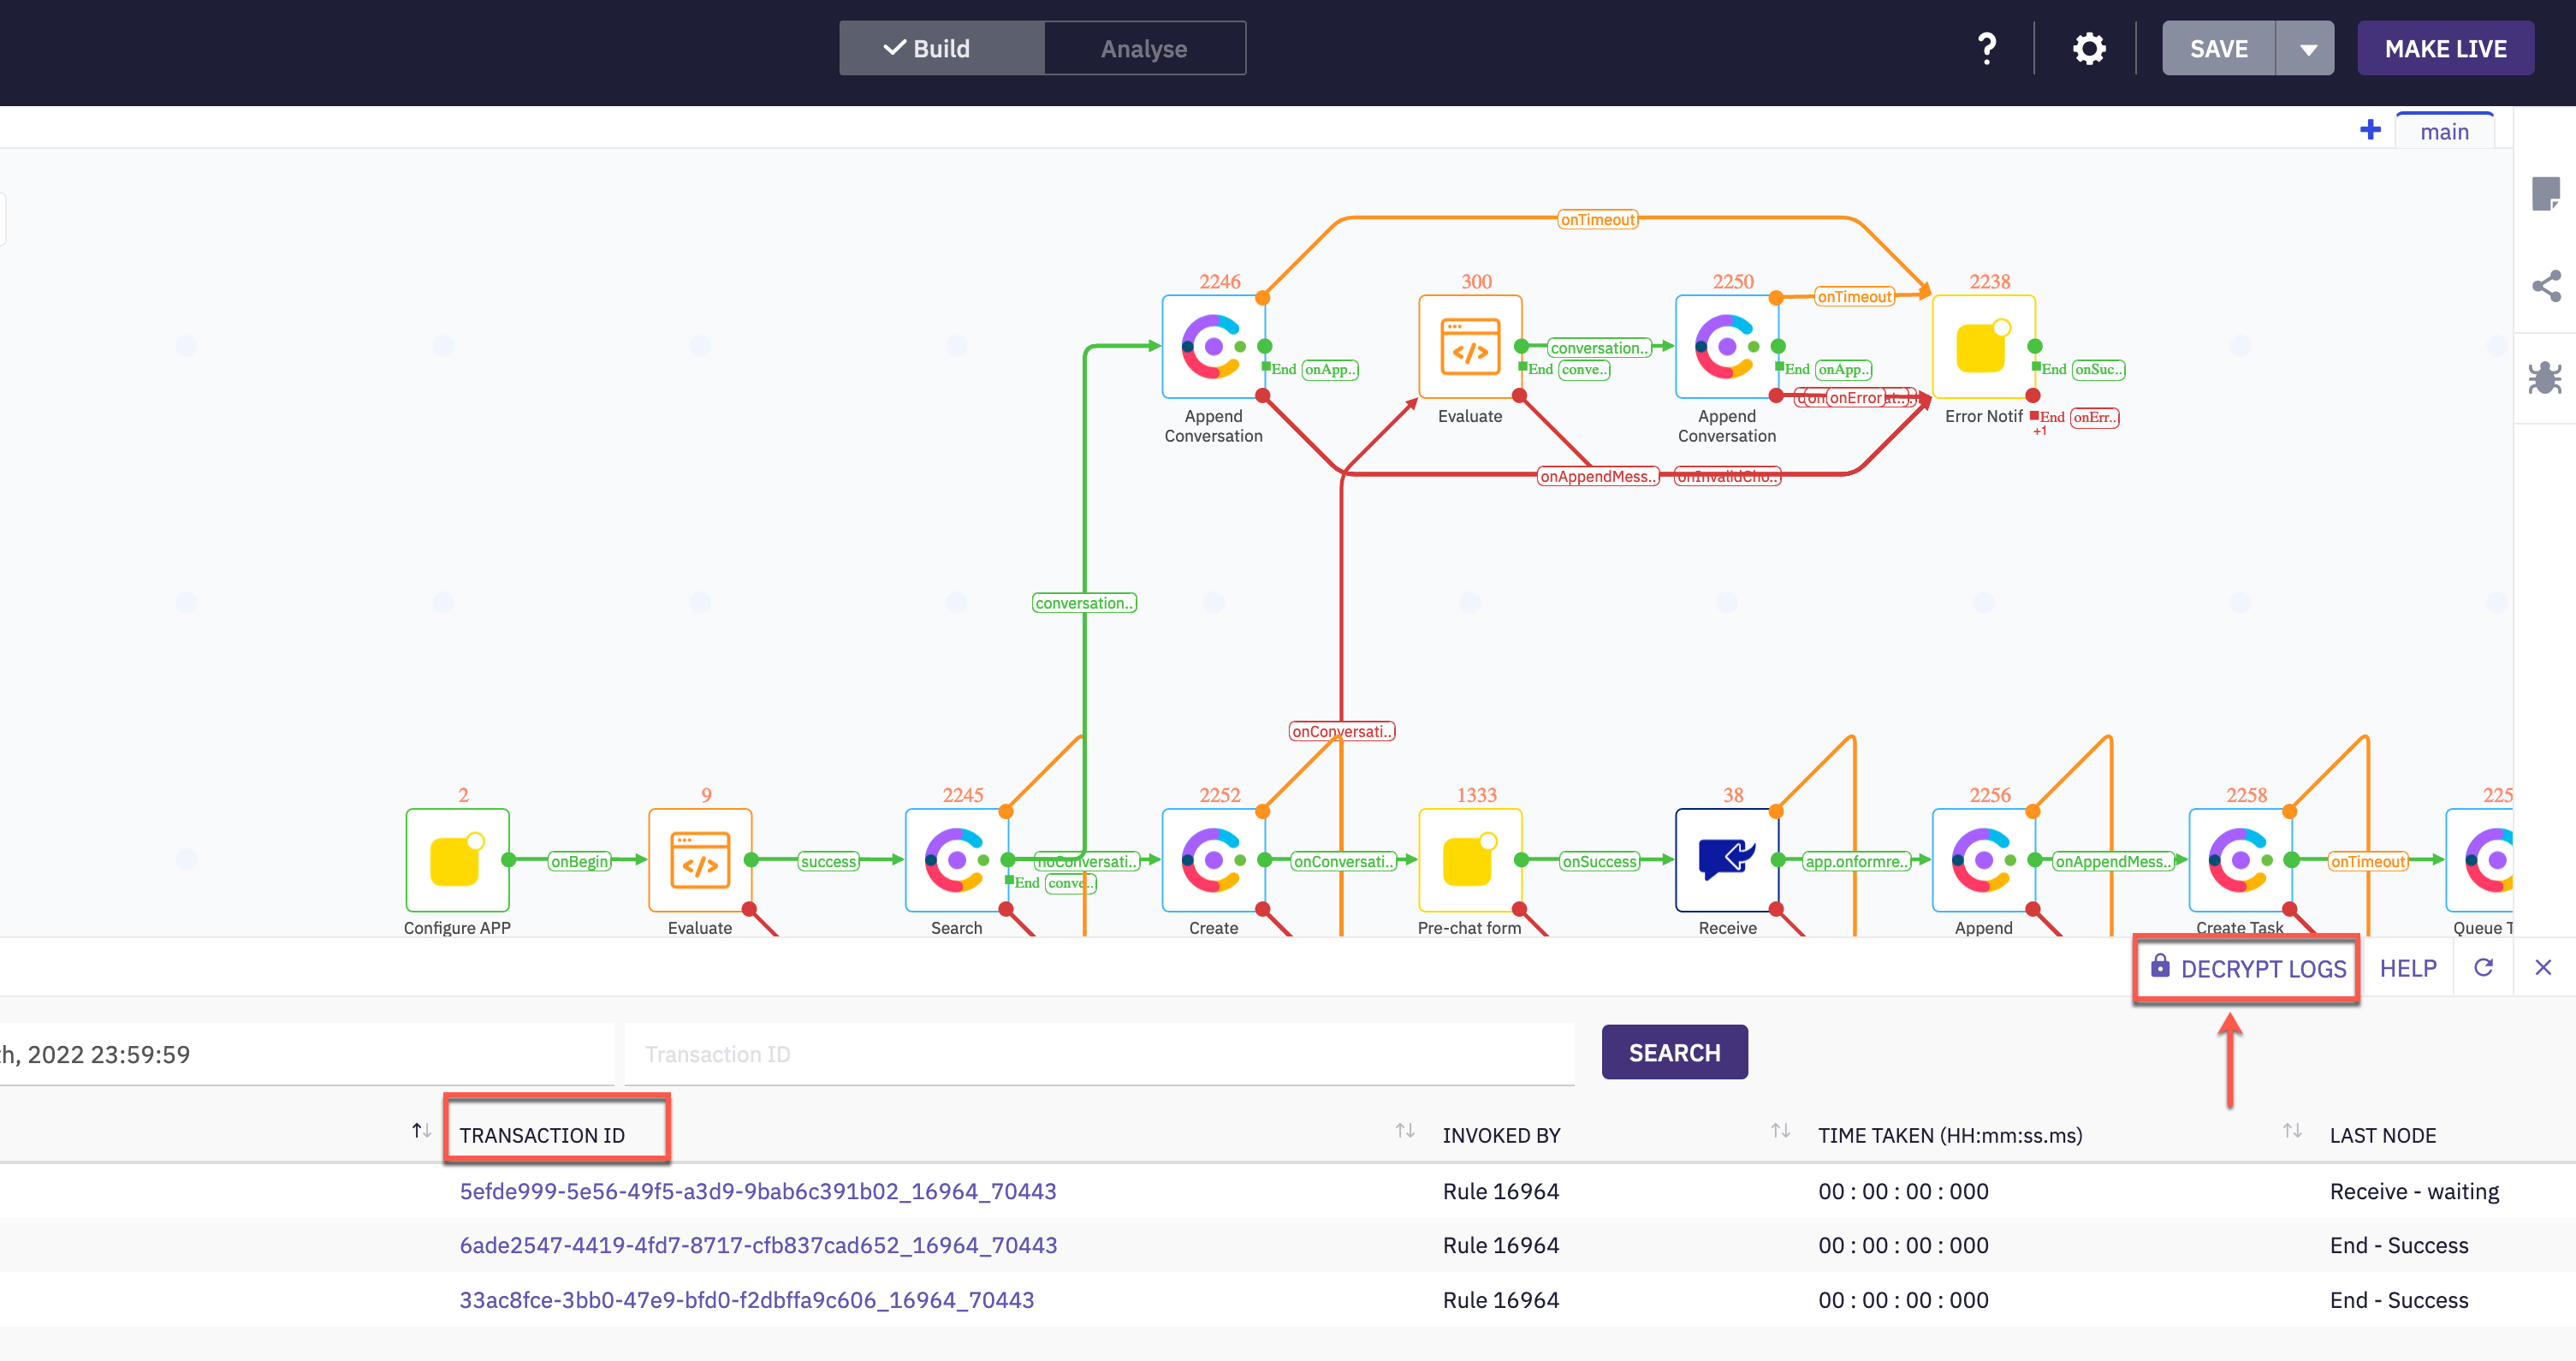 Build
Analyse
?
SAVE
MAKE LIVE
main
onTimeout
2246
300
2250
2238
onTimeout
conversation..
End onApp..
End conve..
End onApp..
End onSuc..
onError
End onErr..
+1
Append
Conversation
Evaluate
Append
Conversation
Error Notif
onAppendMess..
onInvalidCho..
conversation..
onConversati..
2
9
2245
2252
1333
38
2256
2258
225
onBegin
success
noConversati..
onConversati..
onSuccess
app.onformre..
onAppendMess..
onTimeout
End conve..
Configure APP
Evaluate
Search
Create
Pre-chat form
Receive
Append
Create Task
Queue T
DECRYPT LOGS
HELP
th, 2022 23:59:59
Transaction ID
SEARCH
TRANSACTION ID
INVOKED BY
TIME TAKEN (HH:mm:ss.ms)
LAST NODE
5efde999-5e56-49f5-a3d9-9bab6c391b02_16964_70443 Rule 16964 00 : 00 : 00 : 000 Receive - waiting
6ade2547-4419-4fd7-8717-cfb837cad652_16964_70443 Rule 16964 00 : 00 : 00 : 000 End - Success
33ac8fce-3bb0-47e9-bfd0-f2dbffa9c606_16964_70443 Rule 16964 00 : 00 : 00 : 000 End - Success